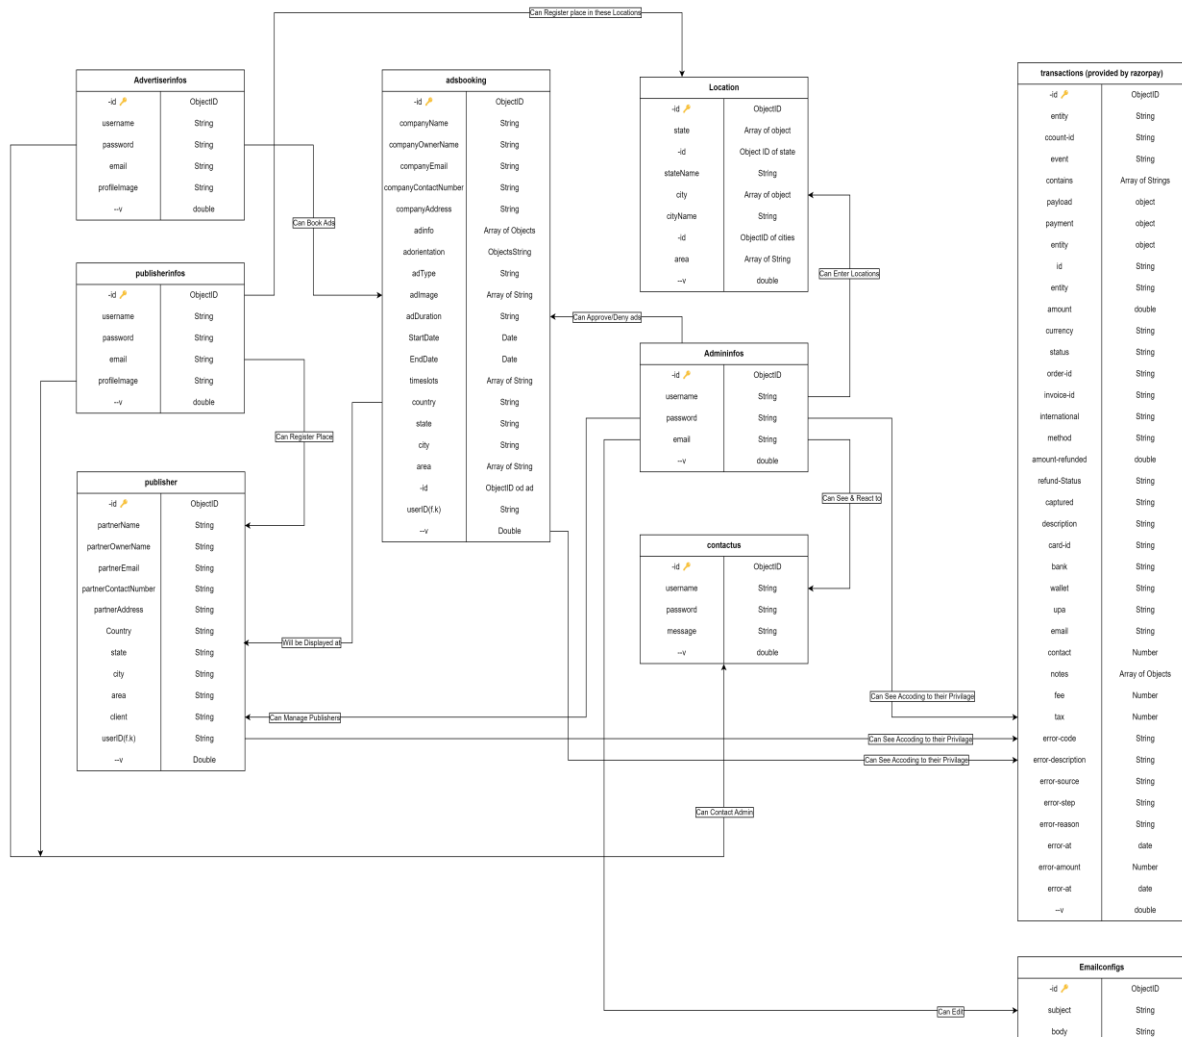 Can Register place in these Locations
Advertiserinfos
-id ObjectID
username String
password String
email String
profileImage String
--v double
publisherinfos
-id ObjectID
username String
password String
email String
profileImage String
--v double
publisher
-id ObjectID
partnerName String
partnerOwnerName String
partnerEmail String
partnerContactNumber String
partnerAddress String
Country String
state String
city String
area String
client String
userID(f.k) String
--v Double
Can Book Ads
Can Register Place
Will be Displayed at
Can Manage Publishers
adsbooking
-id ObjectID
companyName String
companyOwnerName String
companyEmail String
companyContactNumber String
companyAddress String
adinfo Array of Objects
adorientation ObjectsString
adType String
adImage Array of String
adDuration String
StartDate Date
EndDate Date
timeslots Array of String
country String
state String
city String
area Array of String
-id ObjectID od ad
userID(f.k) String
--v Double
Location
-id ObjectID
state Array of object
-id Object ID of state
stateName String
city Array of object
cityName String
-id ObjectID of cities
area Array of String
--v double
Can Enter Locations
Can Approve/Deny ads
Admininfos
-id ObjectID
username String
password String
email String
--v double
Can See & React to
contactus
-id ObjectID
username String
password String
message String
--v double
Can See Accoding to their Privilage
Can See Accoding to their Privilage
Can See Accoding to their Privilage
Can Contact Admin
Can Edit
transactions (provided by razorpay)
-id ObjectID
entity String
ccount-id String
event String
contains Array of Strings
payload object
payment object
entity object
id String
entity String
amount double
currency String
status String
order-id String
invoice-id String
international String
method String
amount-refunded double
refund-Status String
captured String
description String
card-id String
bank String
wallet String
upa String
email String
contact Number
notes Array of Objects
fee Number
tax Number
error-code String
error-description String
error-source String
error-step String
error-reason String
error-at date
error-amount Number
error-at date
--v double
Emailconfigs
-id ObjectID
subject String
body String